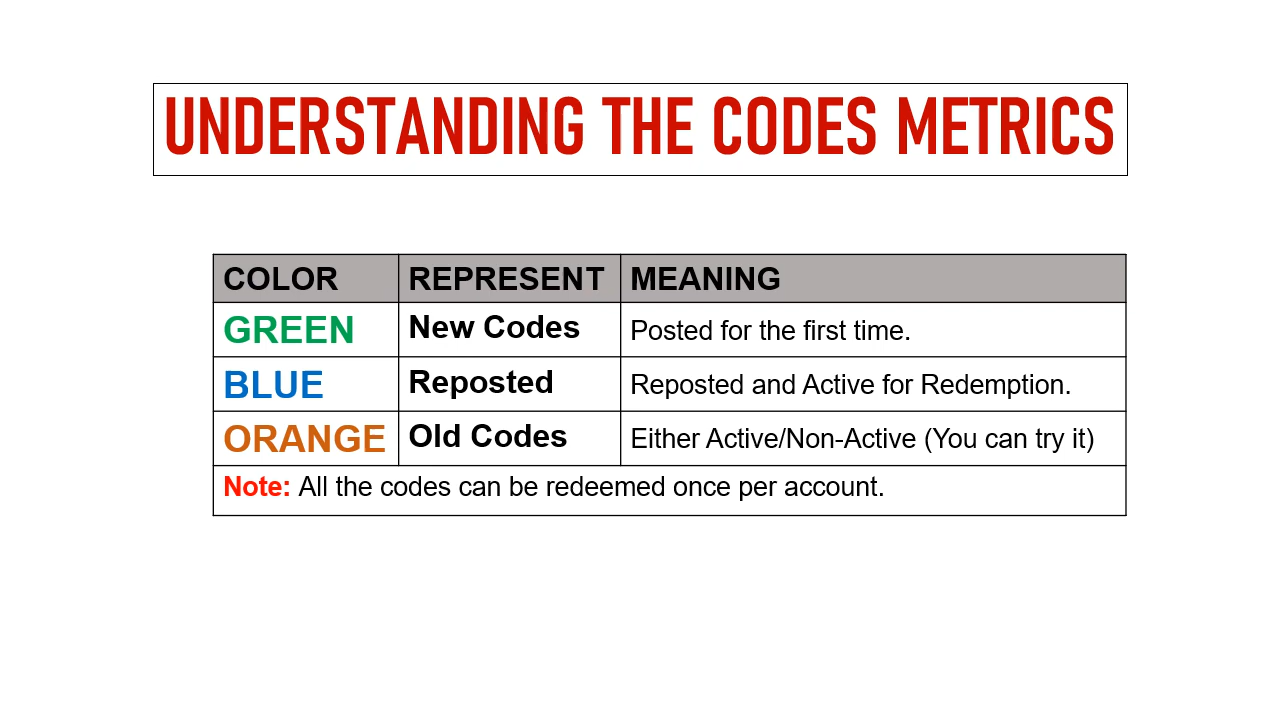 UNDERSTANDING THE CODES METRICS
COLOR REPRESENT MEANING
GREEN New Codes Posted for the first time.
BLUE Reposted Reposted and Active for Redemption.
ORANGE Old Codes Either Active/Non-Active (You can try it)
Note: All the codes can be redeemed once per account.